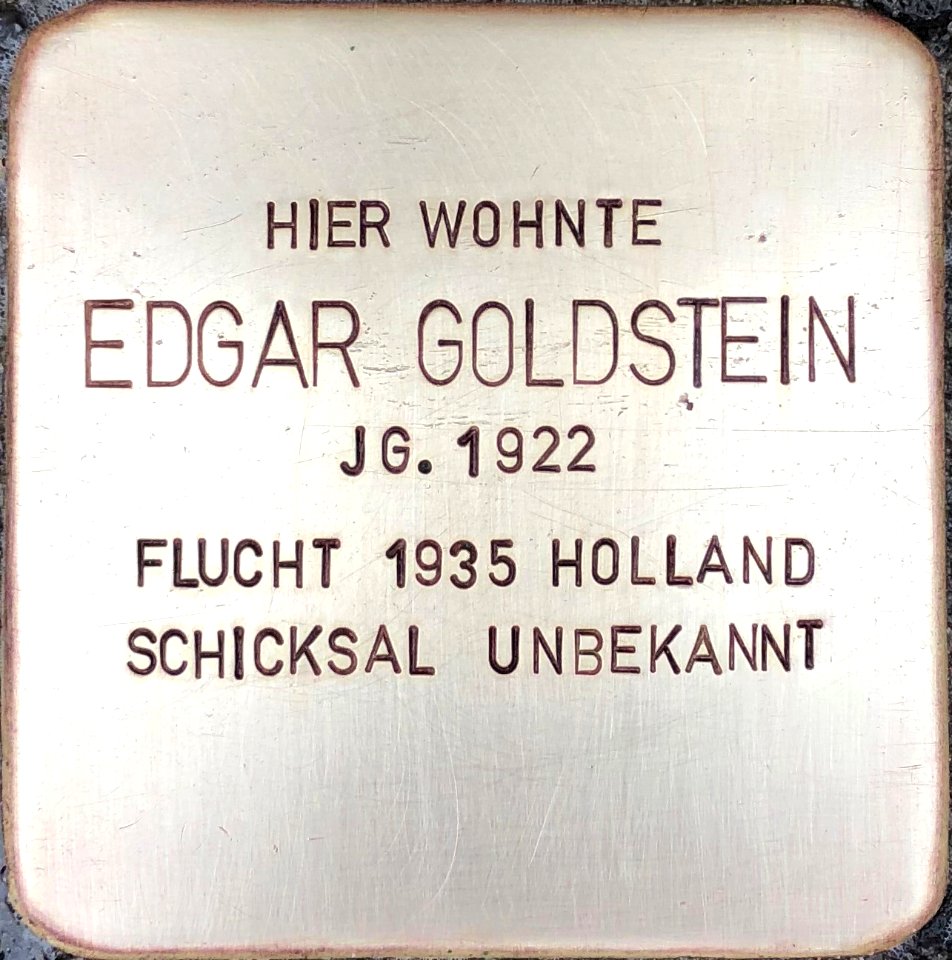 HIER WOHNTE
EDGAR GOLDSTEIN
JG. 1922
FLUCHT 1935 HOLLAND
SCHICKSAL UNBEKANNT